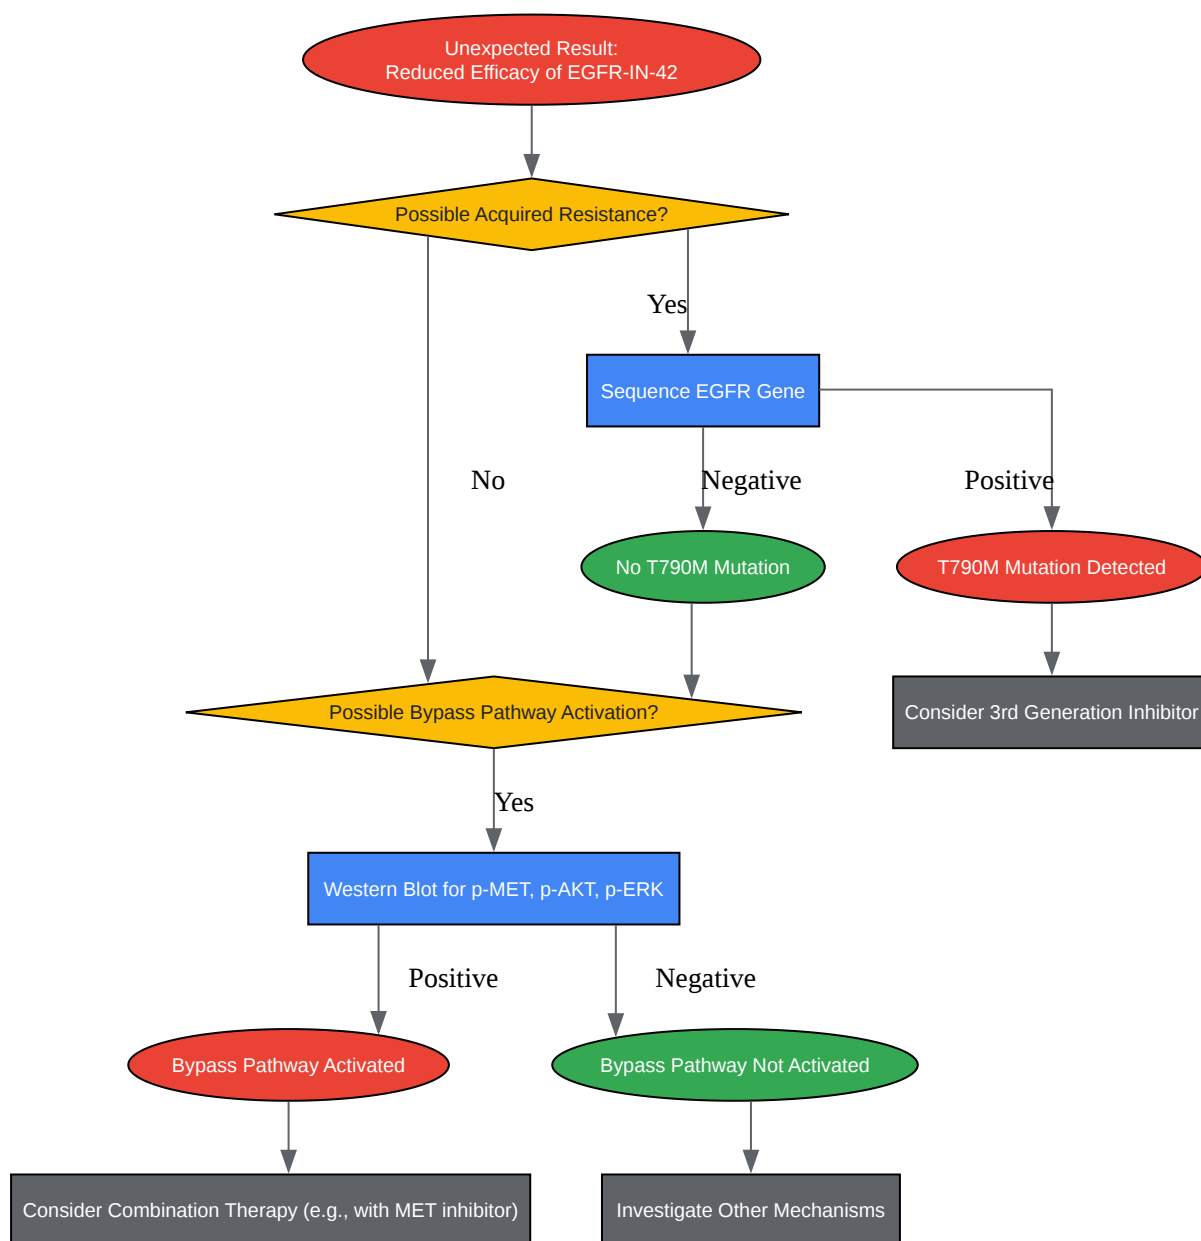 Unexpected Result:
Reduced Efficacy of EGFR-IN-42
Possible Acquired Resistance?
Yes
Sequence EGFR Gene
No
Negative
Positive
No T790M Mutation
T790M Mutation Detected
Possible Bypass Pathway Activation?
Consider 3rd Generation Inhibitor
Yes
Western Blot for p-MET, p-AKT, p-ERK
Positive
Negative
Bypass Pathway Activated
Bypass Pathway Not Activated
Consider Combination Therapy (e.g., with MET inhibitor)
Investigate Other Mechanisms